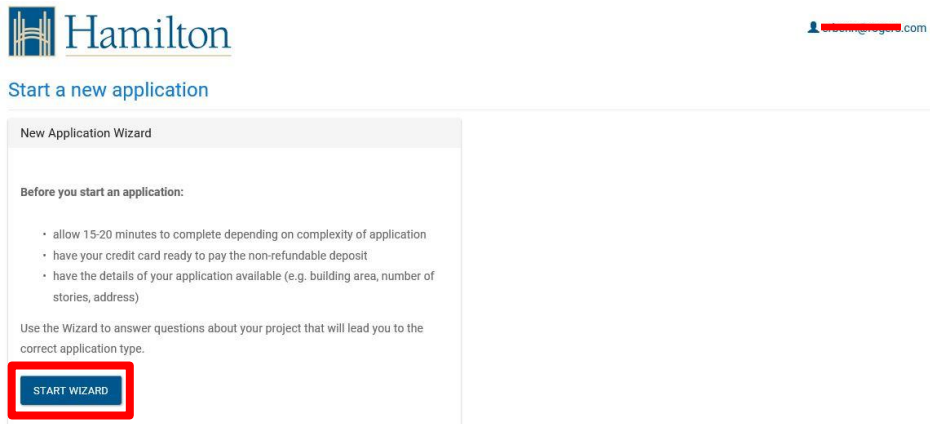 Hamilton
.com
Start a new application
New Application Wizard
Before you start an application:
• allow 15-20 minutes to complete depending on complexity of application
• have your credit card ready to pay the non-refundable deposit
• have the details of your application available (e.g. building area, number of
stories, address)
Use the Wizard to answer questions about your project that will lead you to the
correct application type.
START WIZARD